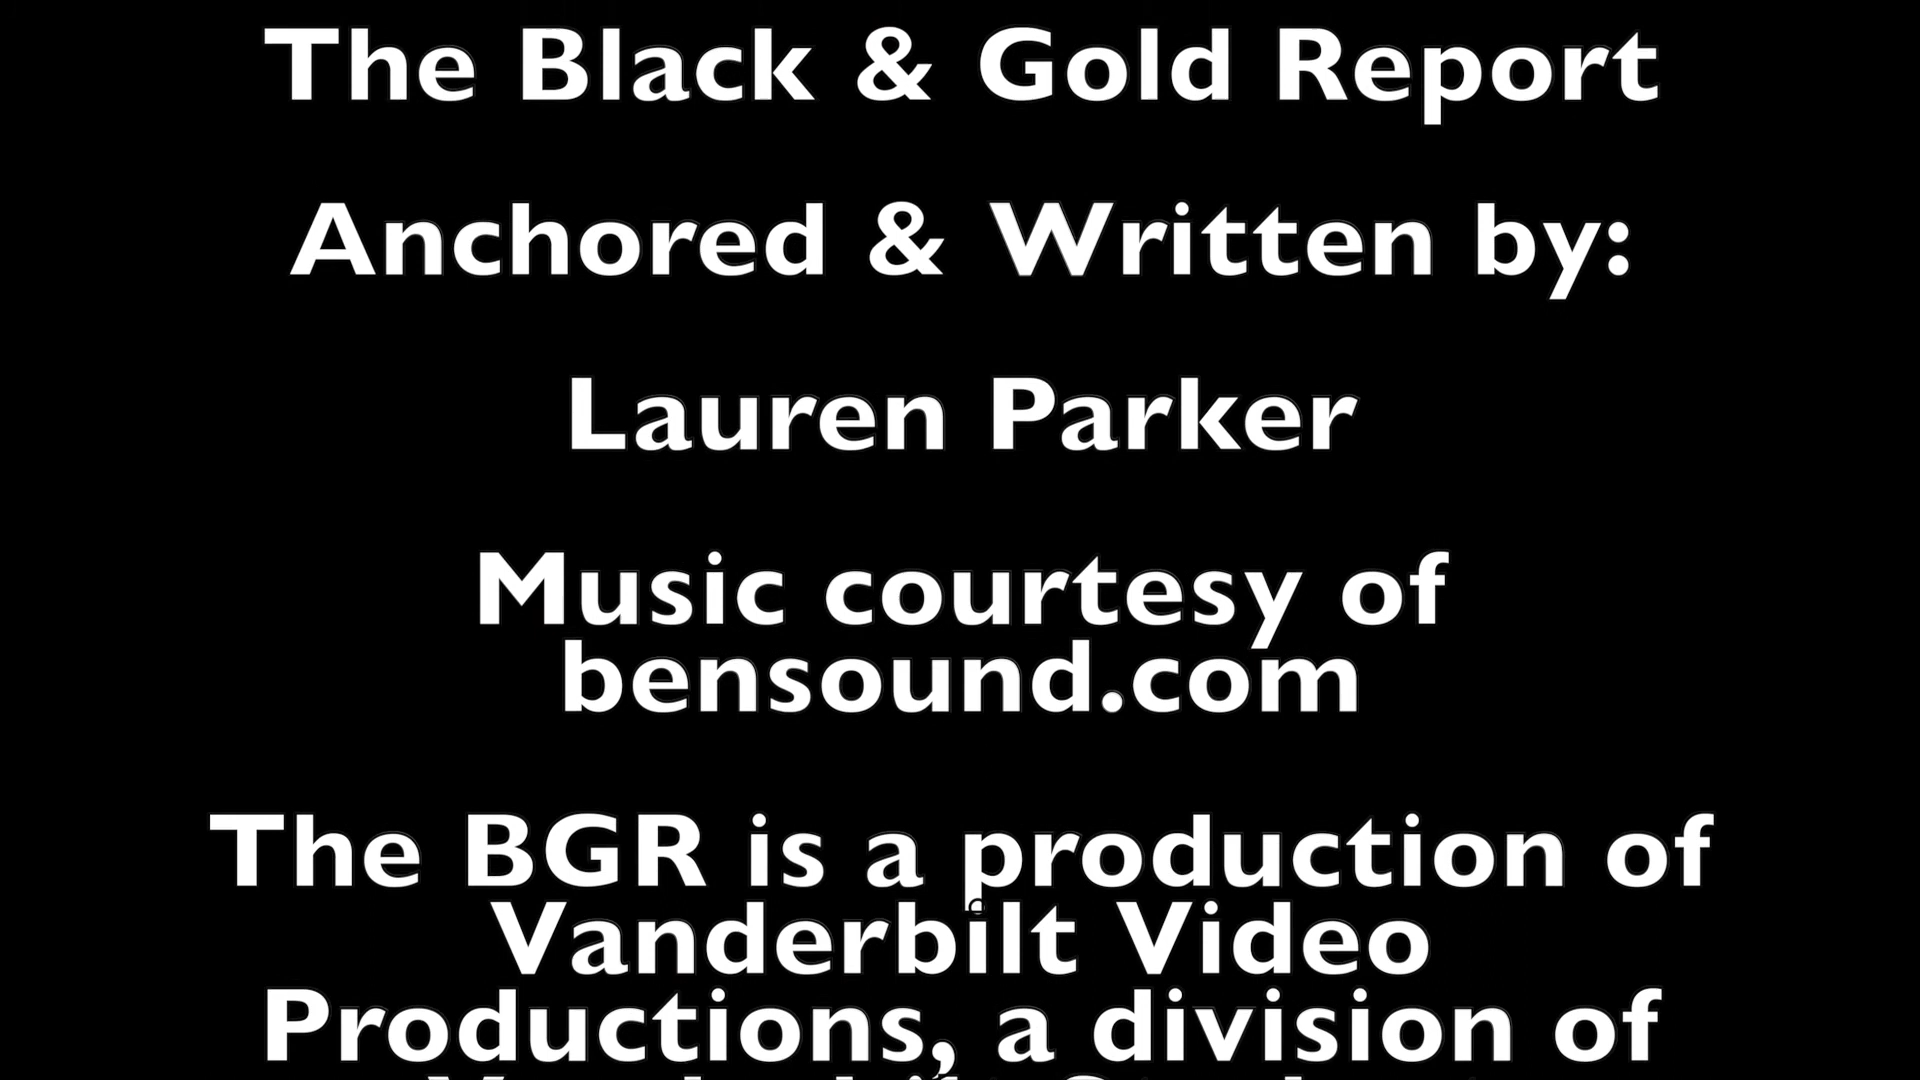 The Black & Gold Report
Anchored & Written by:
Lauren Parker
Music courtesy of
bensound.com
The BGR is a production of
Vanderbilt Video
Productions, a division of